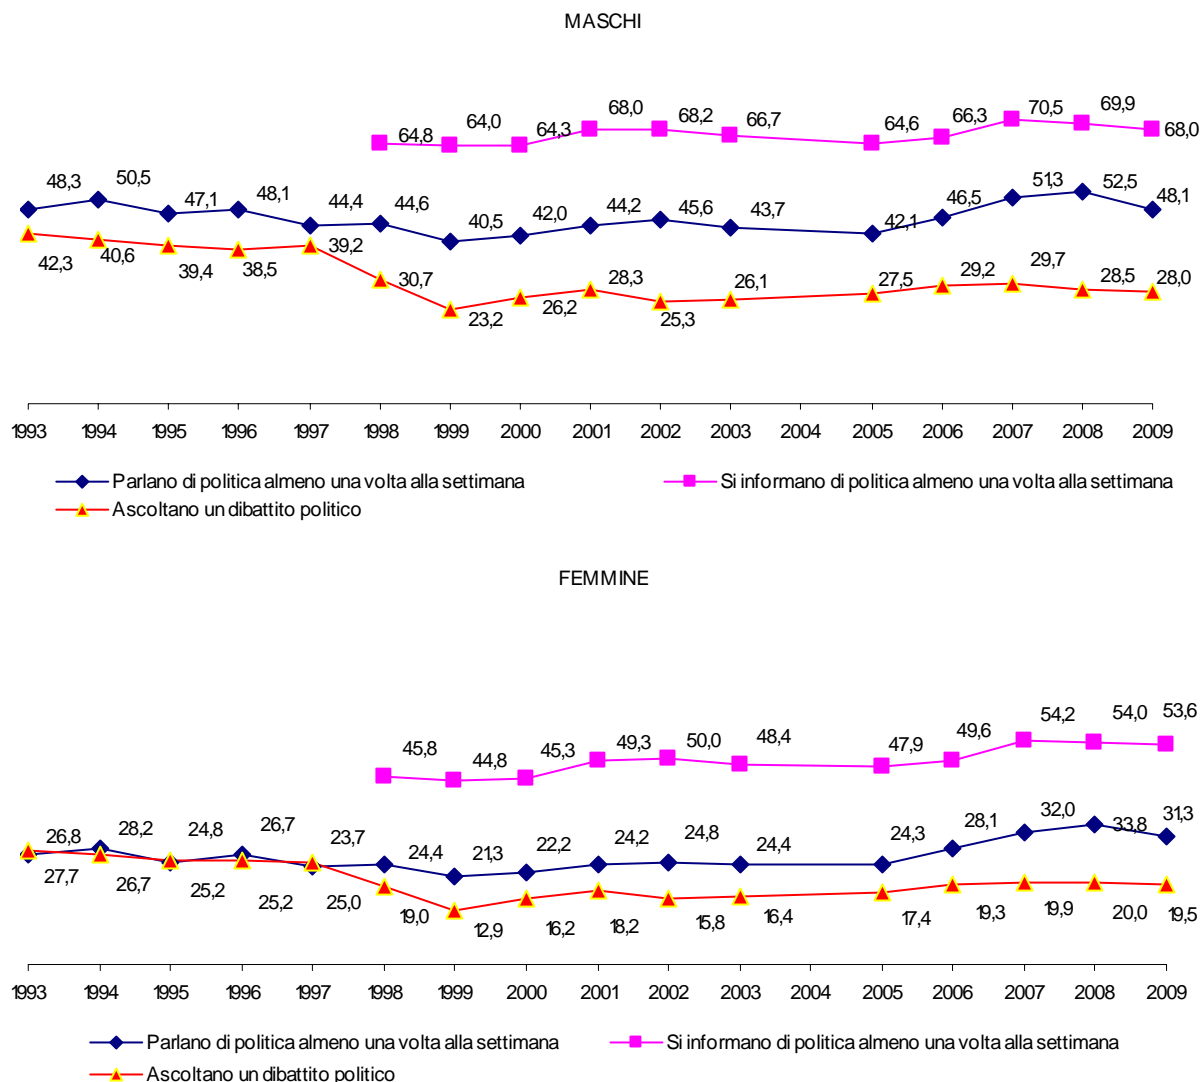 MASCHI
64,8 64,0 64,3 68,0 68,2 66,7 64,6 66,3 70,5 69,9 68,0
48,3 50,5 47,1 48,1 44,4 44,6 40,5 42,0 44,2 45,6 43,7 42,1 46,5 51,3 52,5 48,1
42,3 40,6 39,4 38,5 39,2 30,7 23,2 26,2 28,3 25,3 26,1 27,5 29,2 29,7 28,5 28,0
1993 1994 1995 1996 1997 1998 1999 2000 2001 2002 2003 2004 2005 2006 2007 2008 2009
Parlano di politica almeno una volta alla settimana Si informano di politica almeno una volta alla settimana
Ascoltano un dibattito politico
FEMMINE
45,8 44,8 45,3 49,3 50,0 48,4 47,9 49,6 54,2 54,0 53,6
26,8 28,2 24,8 26,7 23,7 24,4 21,3 22,2 24,2 24,8 24,4 24,3 28,1 32,0 33,8 31,3
27,7 26,7 25,2 25,2 25,0 19,0 12,9 16,2 18,2 15,8 16,4 17,4 19,3 19,9 20,0 19,5
1993 1994 1995 1996 1997 1998 1999 2000 2001 2002 2003 2004 2005 2006 2007 2008 2009
Parlano di politica almeno una volta alla settimana Si informano di politica almeno una volta alla settimana
Ascoltano un dibattito politico